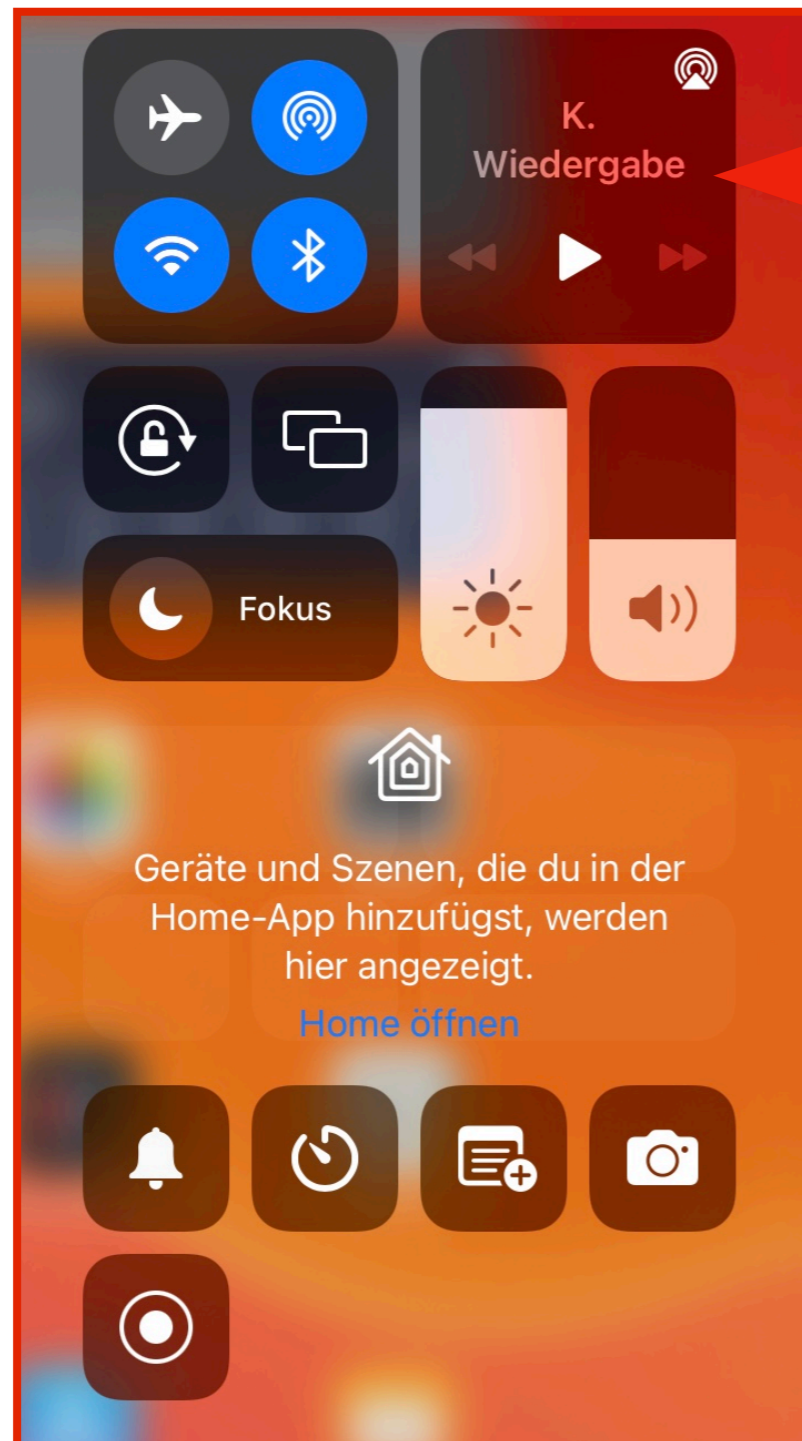 K.
Wiedergabe
Fokus
Geräte und Szenen, die du in der
Home-App hinzufügst, werden
hier angezeigt.
Home öffnen